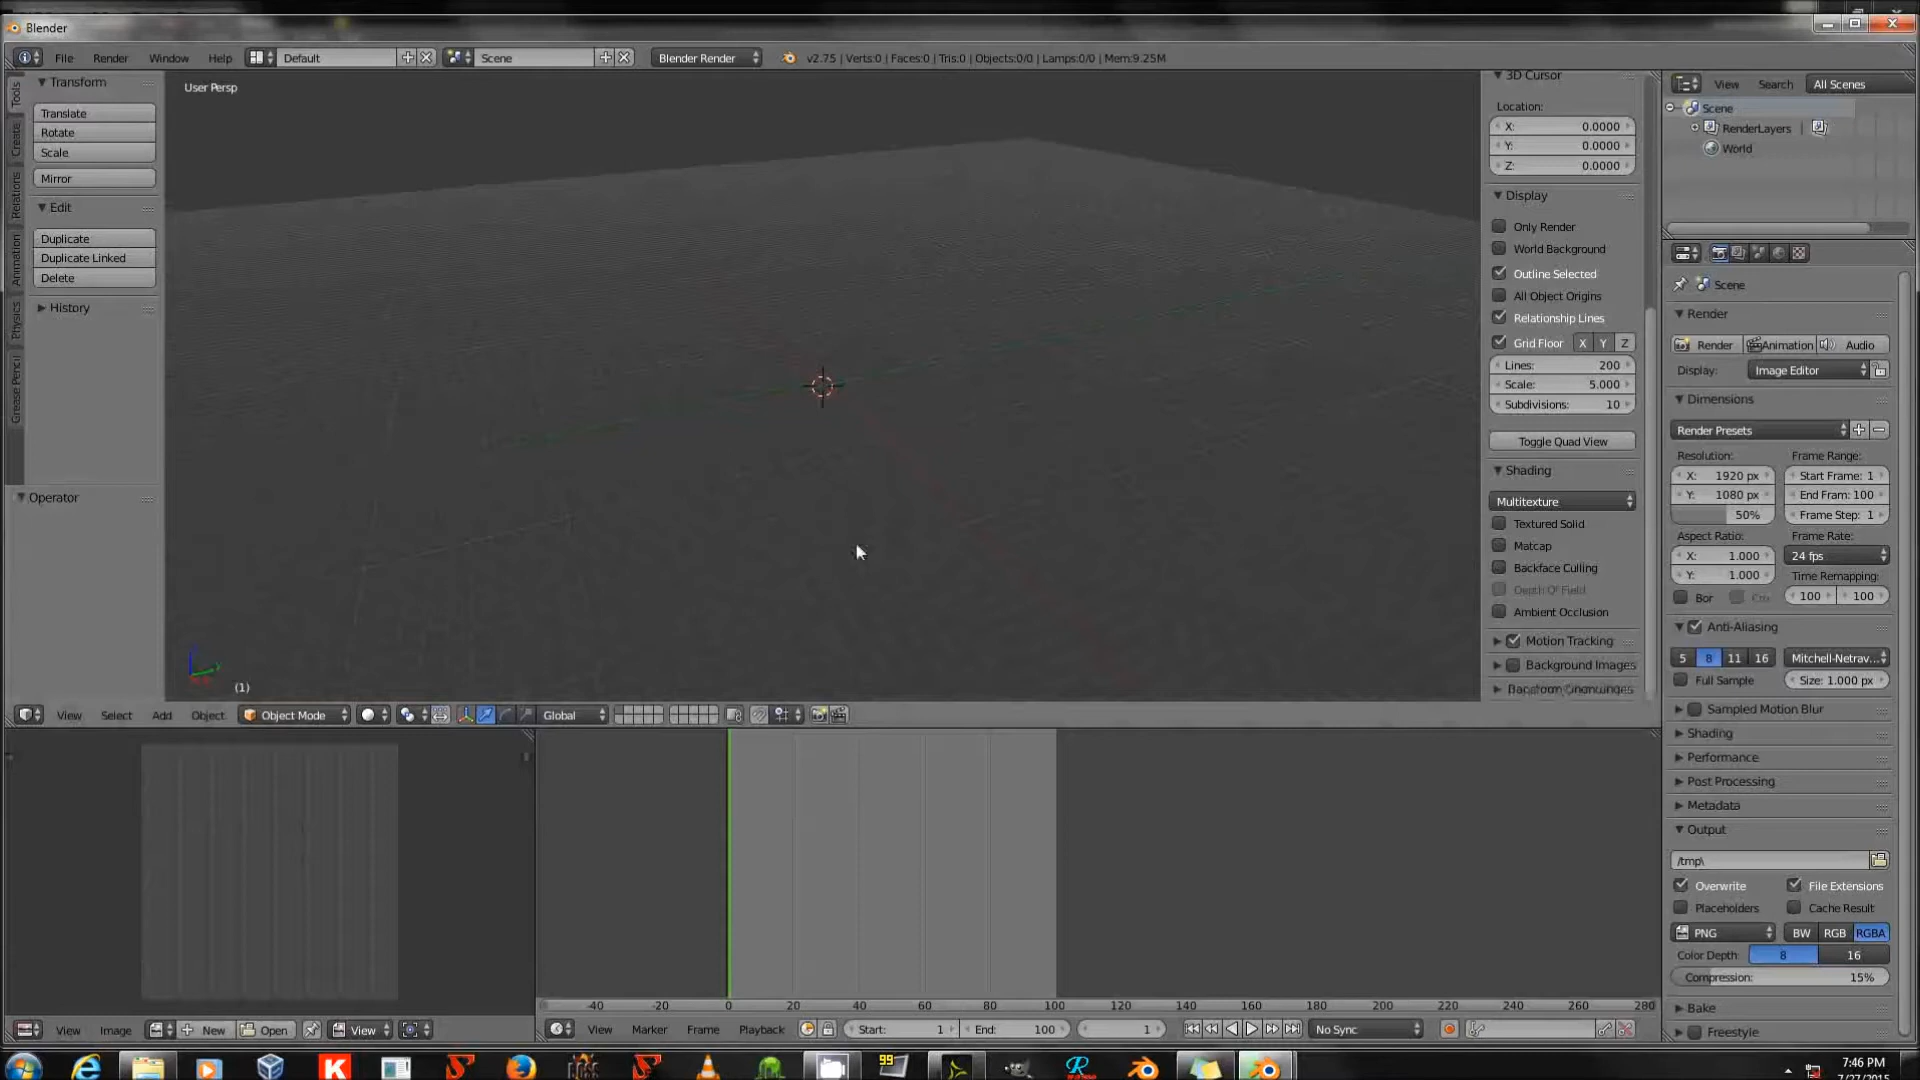 Blender
File Render Window Help Default Scene Blender Render v2.75 | Verts:0 | Faces:0 | Tris:0 | Objects:0/0 | Lamps:0/0 | Mem:9.25M
Tools
Create
Relations
Animation
Physics
Grease Pencil
Transform
Translate
Rotate
Scale
Mirror
Edit
Duplicate
Duplicate Linked
Delete
History
Operator
User Persp
(1)
3D Cursor
Location:
X: 0.0000
Y: 0.0000
Z: 0.0000
Display
Only Render
World Background
Outline Selected
All Object Origins
Relationship Lines
Grid Floor X Y Z
Lines: 200
Scale: 5.000
Subdivisions: 10
Toggle Quad View
Shading
Multitexture
Textured Solid
Matcap
Backface Culling
Depth Of Field
Ambient Occlusion
Motion Tracking
Background Images
View Search All Scenes
Scene
RenderLayers |
World
Scene
Render
Render Animation Audio
Display: Image Editor
Dimensions
Render Presets
Resolution: Frame Range:
X: 1920 px Start Frame: 1
Y: 1080 px End Fram: 100
50% Frame Step: 1
Aspect Ratio: Frame Rate:
X: 1.000 24 fps
Y: 1.000 Time Remapping:
Bor 100 100
Anti-Aliasing
5 8 11 16 Mitchell-Netrav...
Full Sample Size: 1.000 px
Sampled Motion Blur
Shading
Performance
Post Processing
Metadata
Output
/tmp\
Overwrite File Extensions
Placeholders Cache Result
PNG BW RGB RGBA
Color Depth: 8 16
Compression: 15%
Bake
Freestyle
View Select Add Object Object Mode Global
-40 -20 0 20 40 60 80 100 120 140 160 180 200 220 240 260 280
View Image New Open View
View Marker Frame Playback Start: 1 End: 100 1 No Sync
99
7:46 PM
7/27/2015